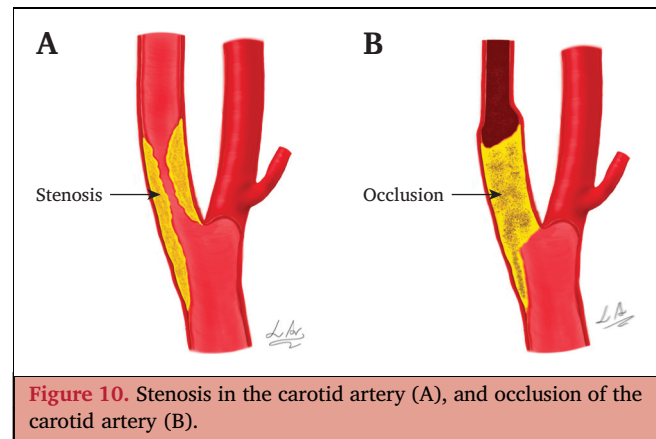 A
B
Stenosis
Occlusion
Figure 10. Stenosis in the carotid artery (A), and occlusion of the
carotid artery (B).